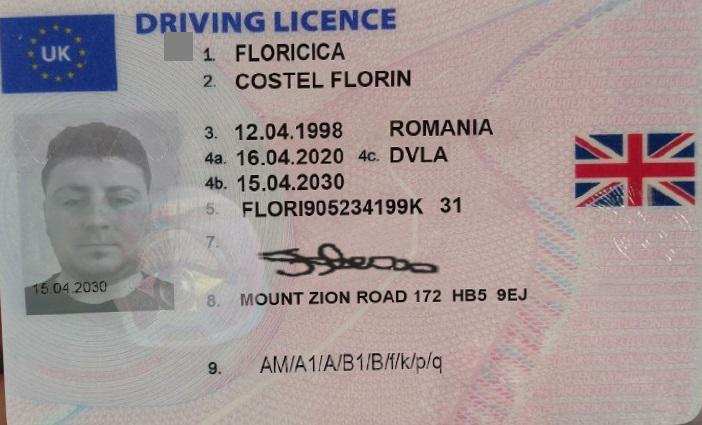 DRIVING LICENCE
UK
1. FLORICICA
2. COSTEL FLORIN
3. 12.04.1998 ROMANIA
4a. 16.04.2020 4c. DVLA
4b. 15.04.2030
5. FLORI905234199K 31
7.
15.04.2030
8. MOUNT ZION ROAD 172 HB5 9EJ
9. AM/A1/A/B1/B/f/k/p/q